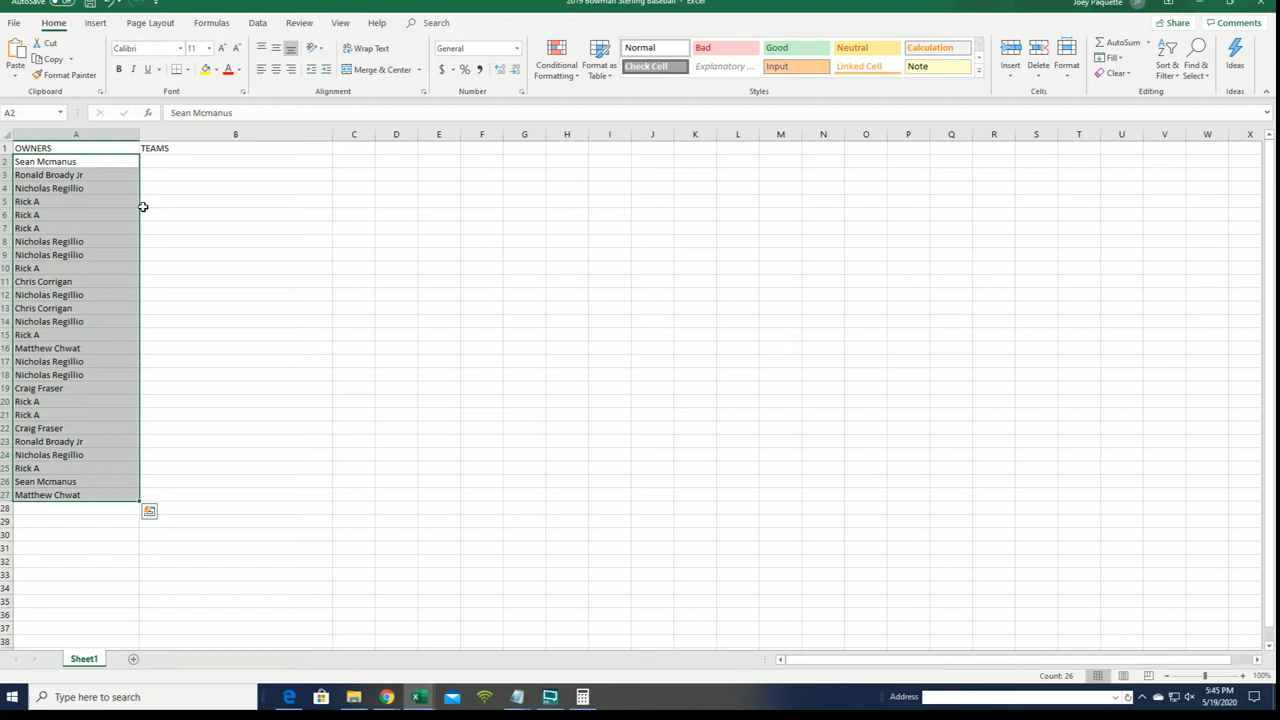 AutoSave Off 2019 Bowman Sterling Baseball - Excel Joey Paquette JP
File Home Insert Page Layout Formulas Data Review View Help Search Share Comments
Paste Cut Copy Format Painter Clipboard
Calibri 11 A A B I U A Font
Wrap Text Merge & Center Alignment
General $ % , Number
Conditional Formatting Format as Table
Normal Bad Good Neutral Calculation
Check Cell Explanatory ... Input Linked Cell Note
Styles
Insert Delete Format Cells
AutoSum Fill Clear Sort & Filter Find & Select Editing
Ideas Ideas
A2 fx Sean Mcmanus
A B C D E F G H I J K L M N O P Q R S T U V W X
1 OWNERS TEAMS
2 Sean Mcmanus
3 Ronald Broady Jr
4 Nicholas Regillio
5 Rick A
6 Rick A
7 Rick A
8 Nicholas Regillio
9 Nicholas Regillio
10 Rick A
11 Chris Corrigan
12 Nicholas Regillio
13 Chris Corrigan
14 Nicholas Regillio
15 Rick A
16 Matthew Chwat
17 Nicholas Regillio
18 Nicholas Regillio
19 Craig Fraser
20 Rick A
21 Rick A
22 Craig Fraser
23 Ronald Broady Jr
24 Nicholas Regillio
25 Rick A
26 Sean Mcmanus
27 Matthew Chwat
28
29
30
31
32
33
34
35
36
37
38
Sheet1
Count: 26 100%
Type here to search Address 5:45 PM
5/19/2020